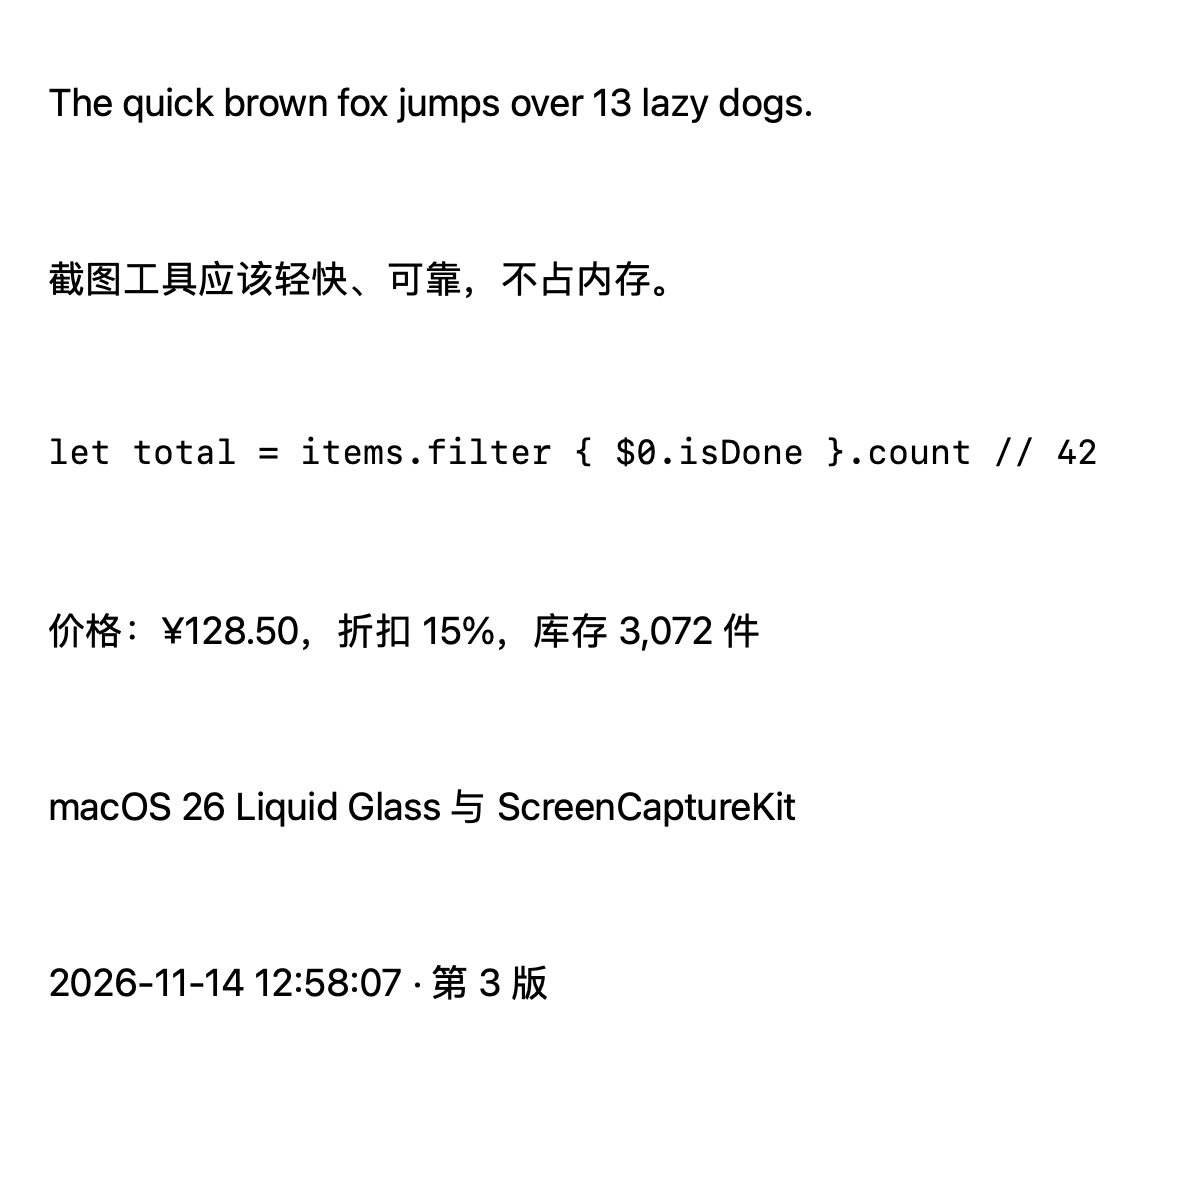 The quick brown fox jumps over 13 lazy dogs.
截图工具应该轻快、可靠，不占内存。
let total = items.filter { $0.isDone }.count // 42
价格：¥128.50，折扣 15%，库存 3,072 件
macOS 26 Liquid Glass 与 ScreenCaptureKit
2026-11-14 12:58:07 · 第 3 版